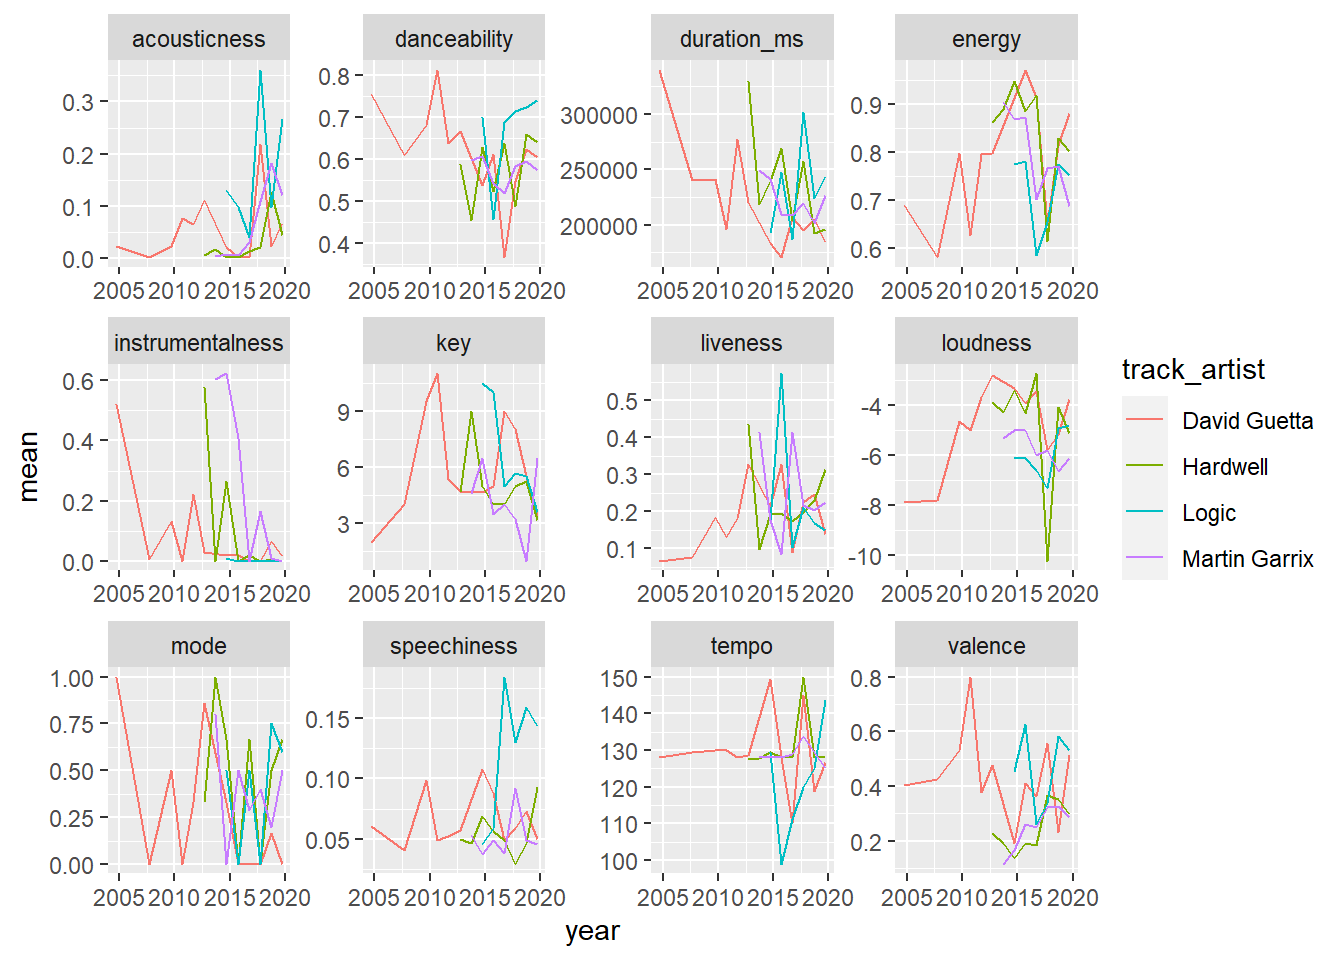 acousticness danceability duration_ms energy
0.3 0.8 300000 0.9
0.2 0.7 250000 0.8
0.1 0.6 200000 0.7
0.0 0.5 0.6
0.4
2005 2010 2015 2020 2005 2010 2015 2020 2005 2010 2015 2020 2005 2010 2015 2020
instrumentalness key liveness loudness
0.6 9 0.5 -4
0.4 6 0.4 -6
0.2 3 0.3 -8
0.0 0.2 -10
0.1
2005 2010 2015 2020 2005 2010 2015 2020 2005 2010 2015 2020 2005 2010 2015 2020
mode speechiness tempo valence
1.00 0.15 150 0.8
0.75 0.10 140 0.6
0.50 0.05 130 0.4
0.25 120 0.2
0.00 110
100
2005 2010 2015 2020 2005 2010 2015 2020 2005 2010 2015 2020 2005 2010 2015 2020
mean
year
track_artist
David Guetta
Hardwell
Logic
Martin Garrix